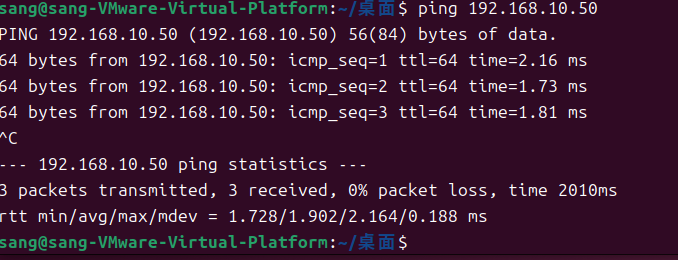 sang@sang-VMware-Virtual-Platform:~/桌面$ ping 192.168.10.50
PING 192.168.10.50 (192.168.10.50) 56(84) bytes of data.
64 bytes from 192.168.10.50: icmp_seq=1 ttl=64 time=2.16 ms
64 bytes from 192.168.10.50: icmp_seq=2 ttl=64 time=1.73 ms
64 bytes from 192.168.10.50: icmp_seq=3 ttl=64 time=1.81 ms
^C
--- 192.168.10.50 ping statistics ---
3 packets transmitted, 3 received, 0% packet loss, time 2010ms
rtt min/avg/max/mdev = 1.728/1.902/2.164/0.188 ms
sang@sang-VMware-Virtual-Platform:~/桌面$